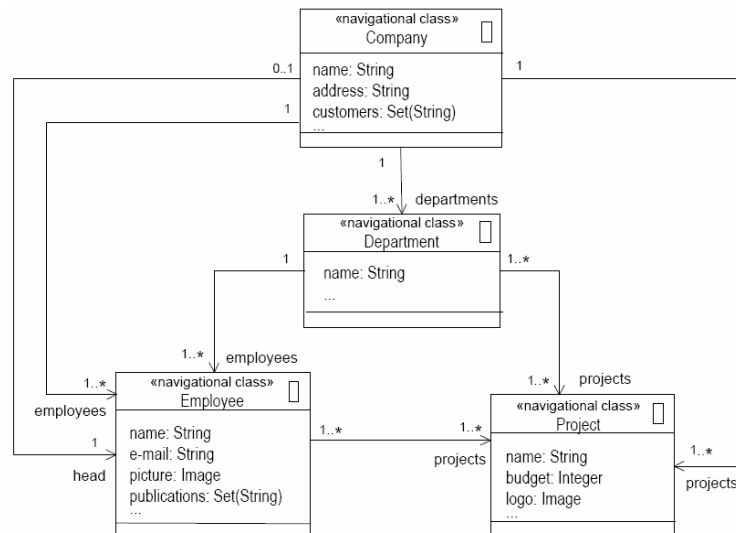 «navigational class»
Company
name: String
address: String
customers: Set(String)
...
0..1
1
1
1
1..*
departments
«navigational class»
Department
name: String
...
1
1..*
1..*
employees
1..*
projects
«navigational class»
Employee
name: String
e-mail: String
picture: Image
publications: Set(String)
...
1..*
employees
1
head
1..*
1..*
projects
«navigational class»
Project
name: String
budget: Integer
logo: Image
...
1..*
projects